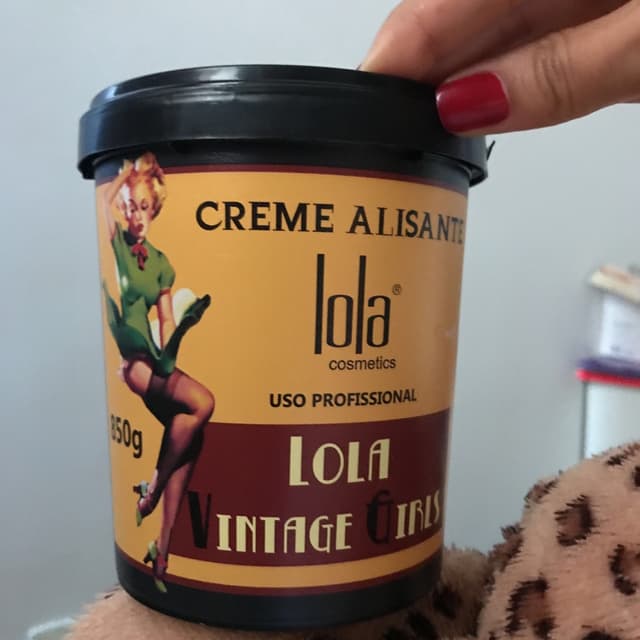 CREME ALISANTE
lola®
cosmetics
USO PROFISSIONAL
850g
LOLA
VINTAGE GIRLS